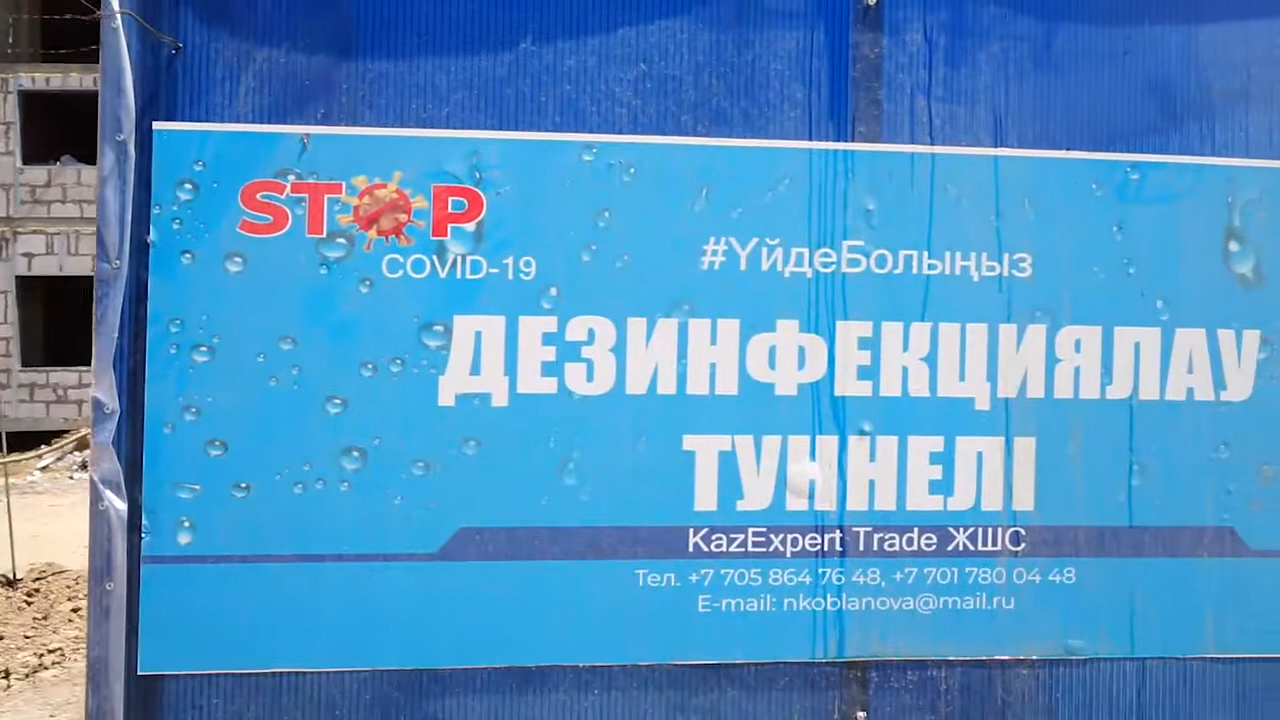 STOP
COVID-19
#ҮйдеБолыңыз
ДЕЗИНФЕКЦИЯЛАУ
ТУННЕЛІ
KazExpert Trade ЖШС
Тел. +7 705 864 76 48, +7 701 780 04 48
E-mail: nkoblanova@mail.ru